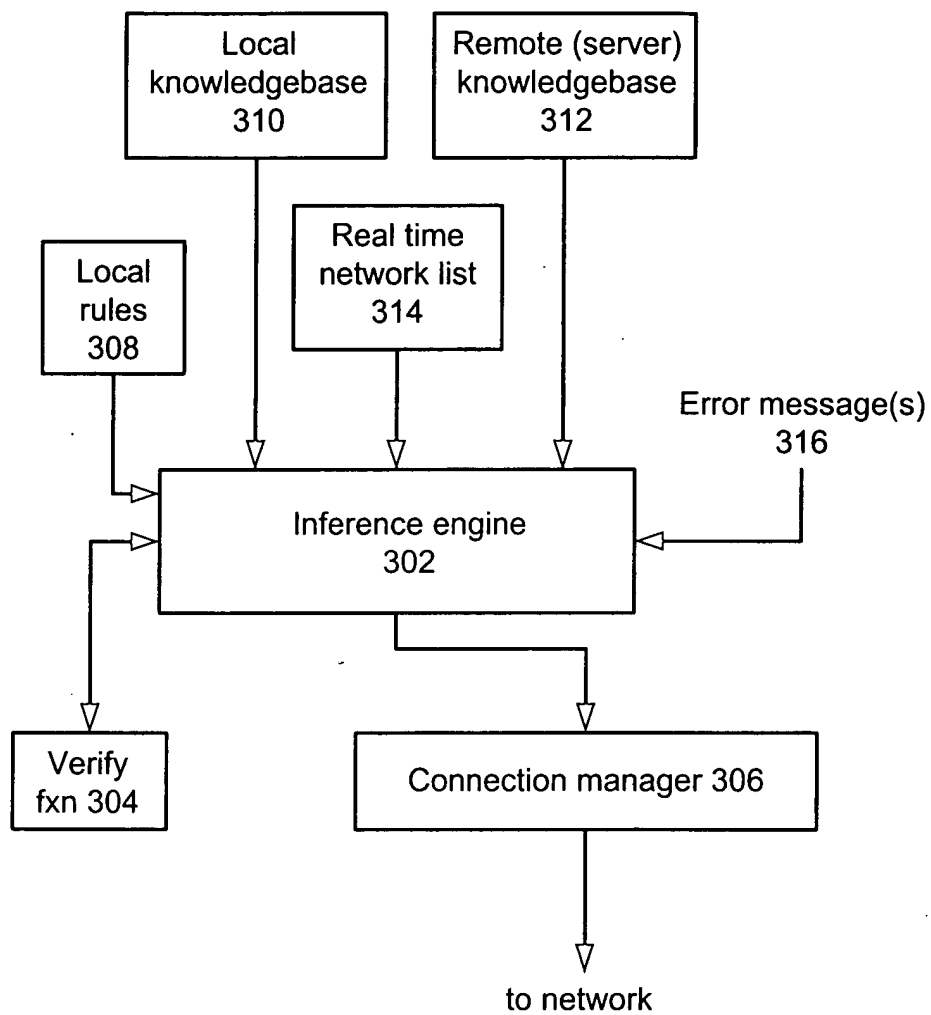 Local
knowledgebase
310
Remote (server)
knowledgebase
312
Real time
network list
314
Local
rules
308
Error message(s)
316
Inference engine
302
Verify
fxn 304
Connection manager 306
to network